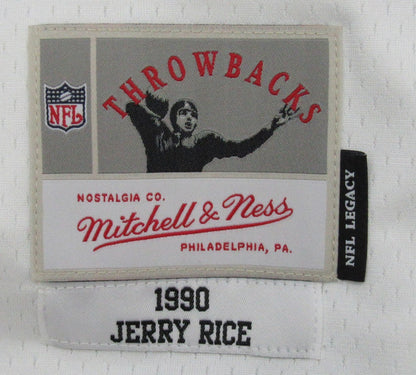 THROWBACKS
NFL
NOSTALGIA CO.
Mitchell & Ness
PHILADELPHIA, PA.
NFL LEGACY
1990
JERRY RICE